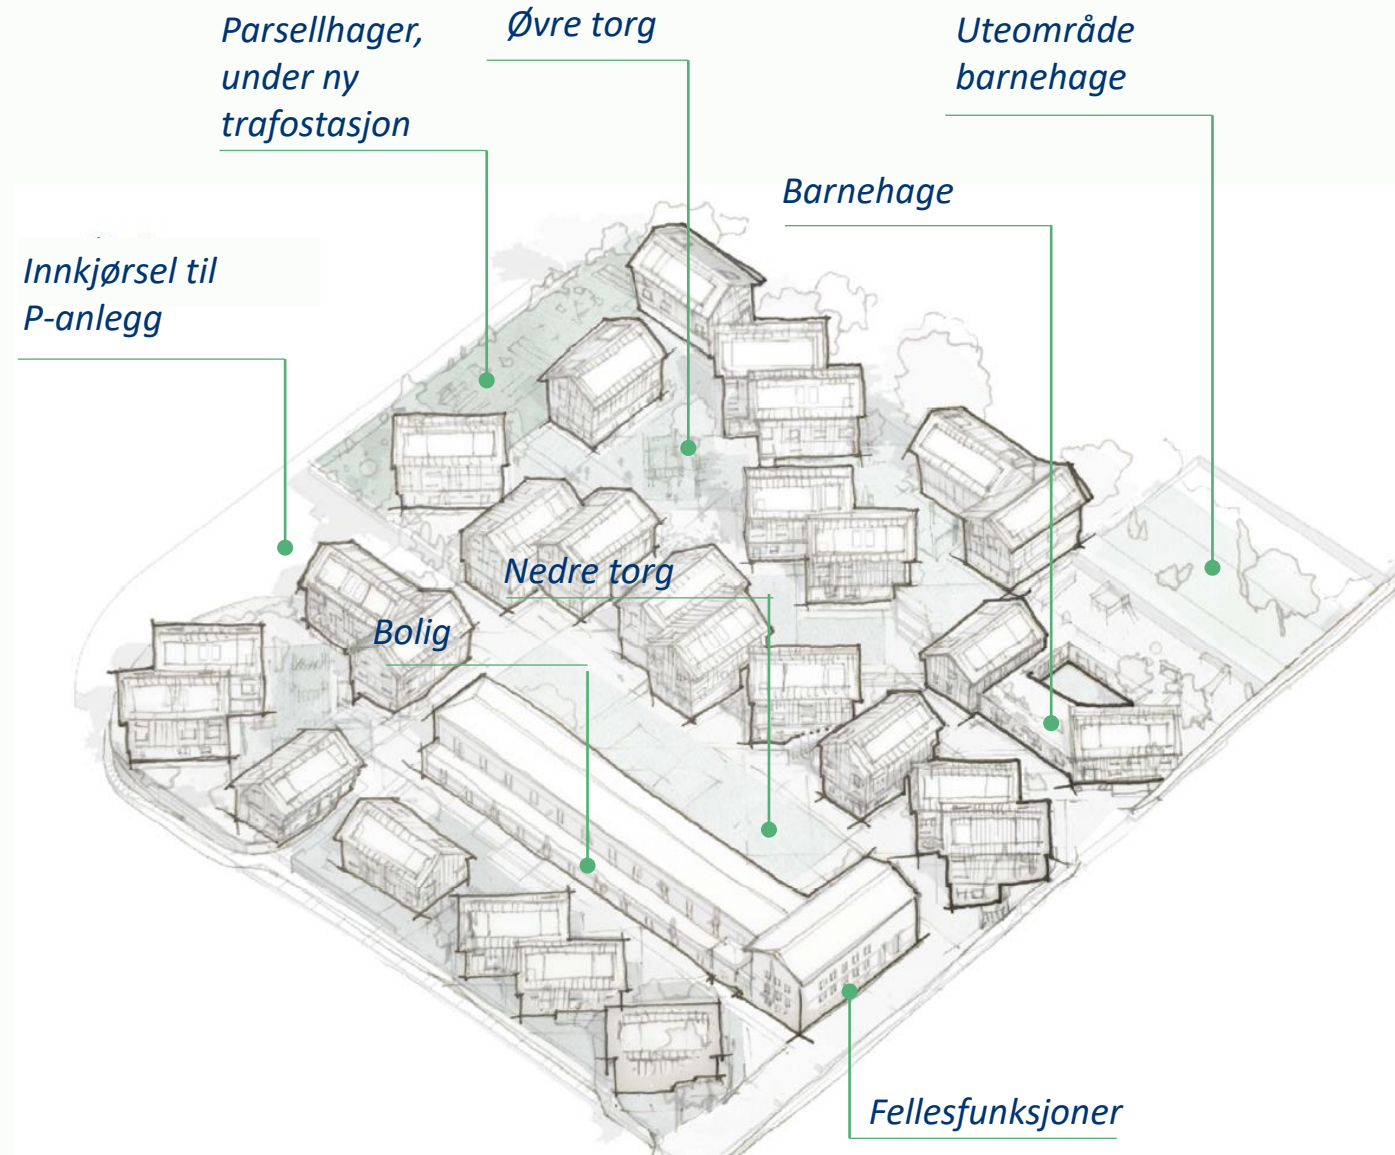 Parsellhager,
under ny
trafostasjon
Øvre torg
Uteområde
barnehage
Barnehage
Innkjørsel til
P-anlegg
Nedre torg
Bolig
Fellesfunksjoner